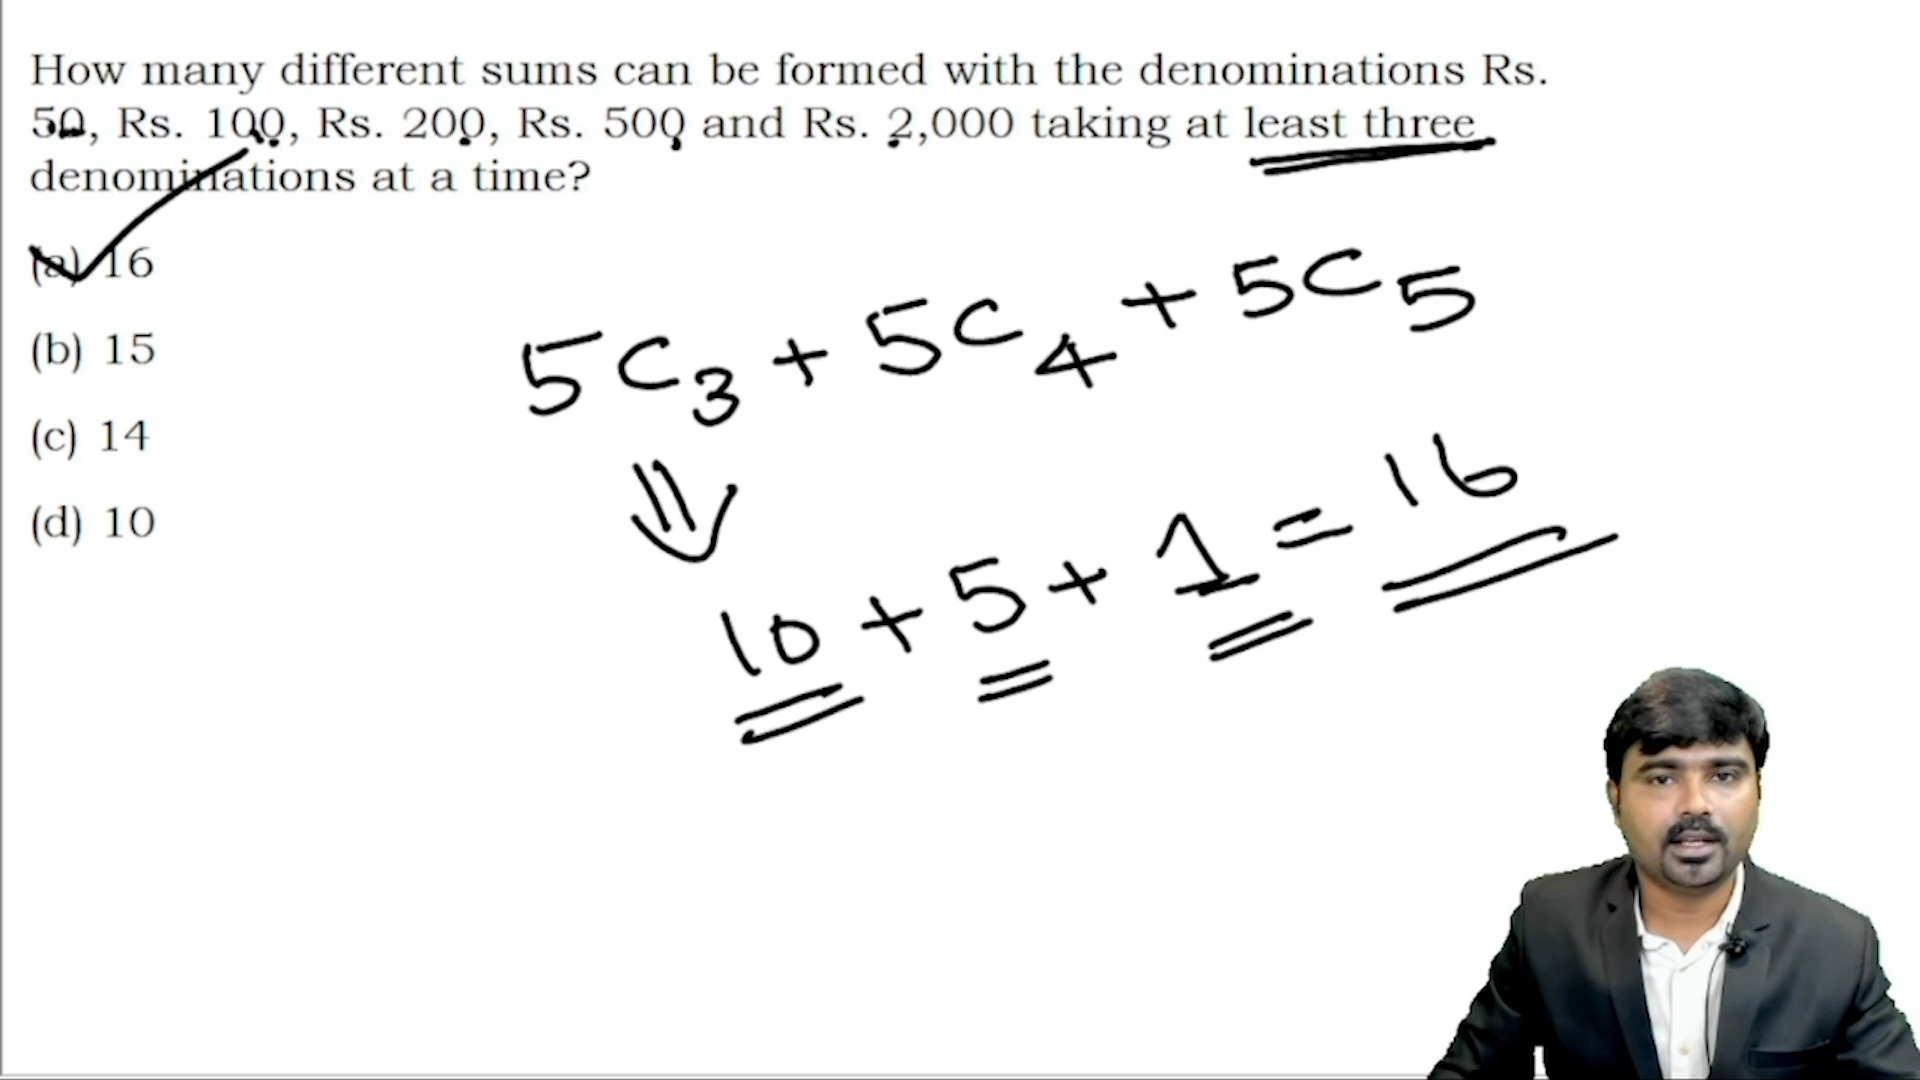 How many different sums can be formed with the denominations Rs.
50, Rs. 100, Rs. 200, Rs. 500 and Rs. 2,000 taking at least three
denominations at a time?
(a) 16
(b) 15
(c) 14
(d) 10
5C3 + 5C4 + 5C5
10 + 5 + 1 = 16